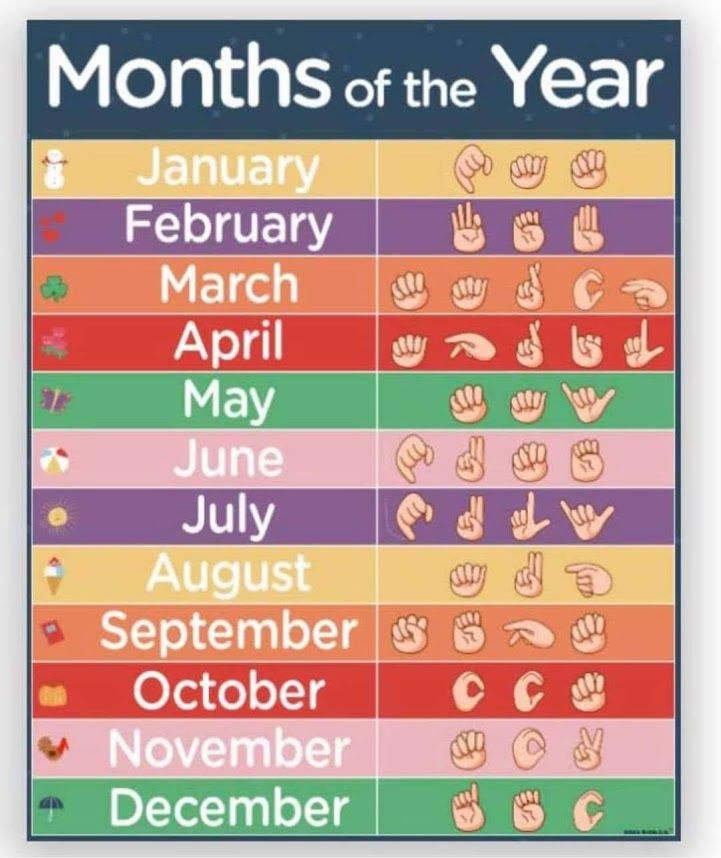 Months of the Year
January
February
March
April
May
June
July
August
September
October
November
December